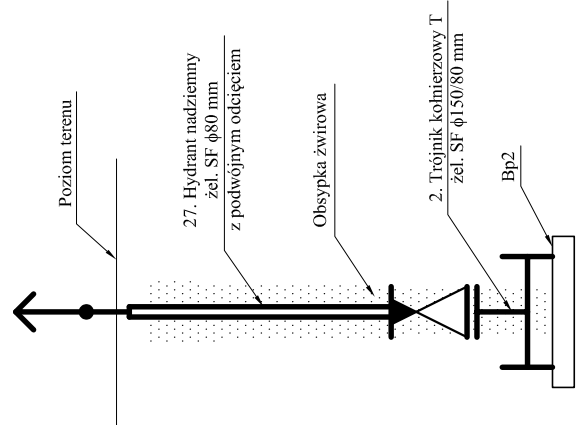 Poziom terenu
27. Hydrant nadziemny
żel. SF ϕ80 mm
z podwójnym odcięciem
Obsypka żwirowa
2. Trójnik kołnierzowy T
żel. SF ϕ150/80 mm
Bp2